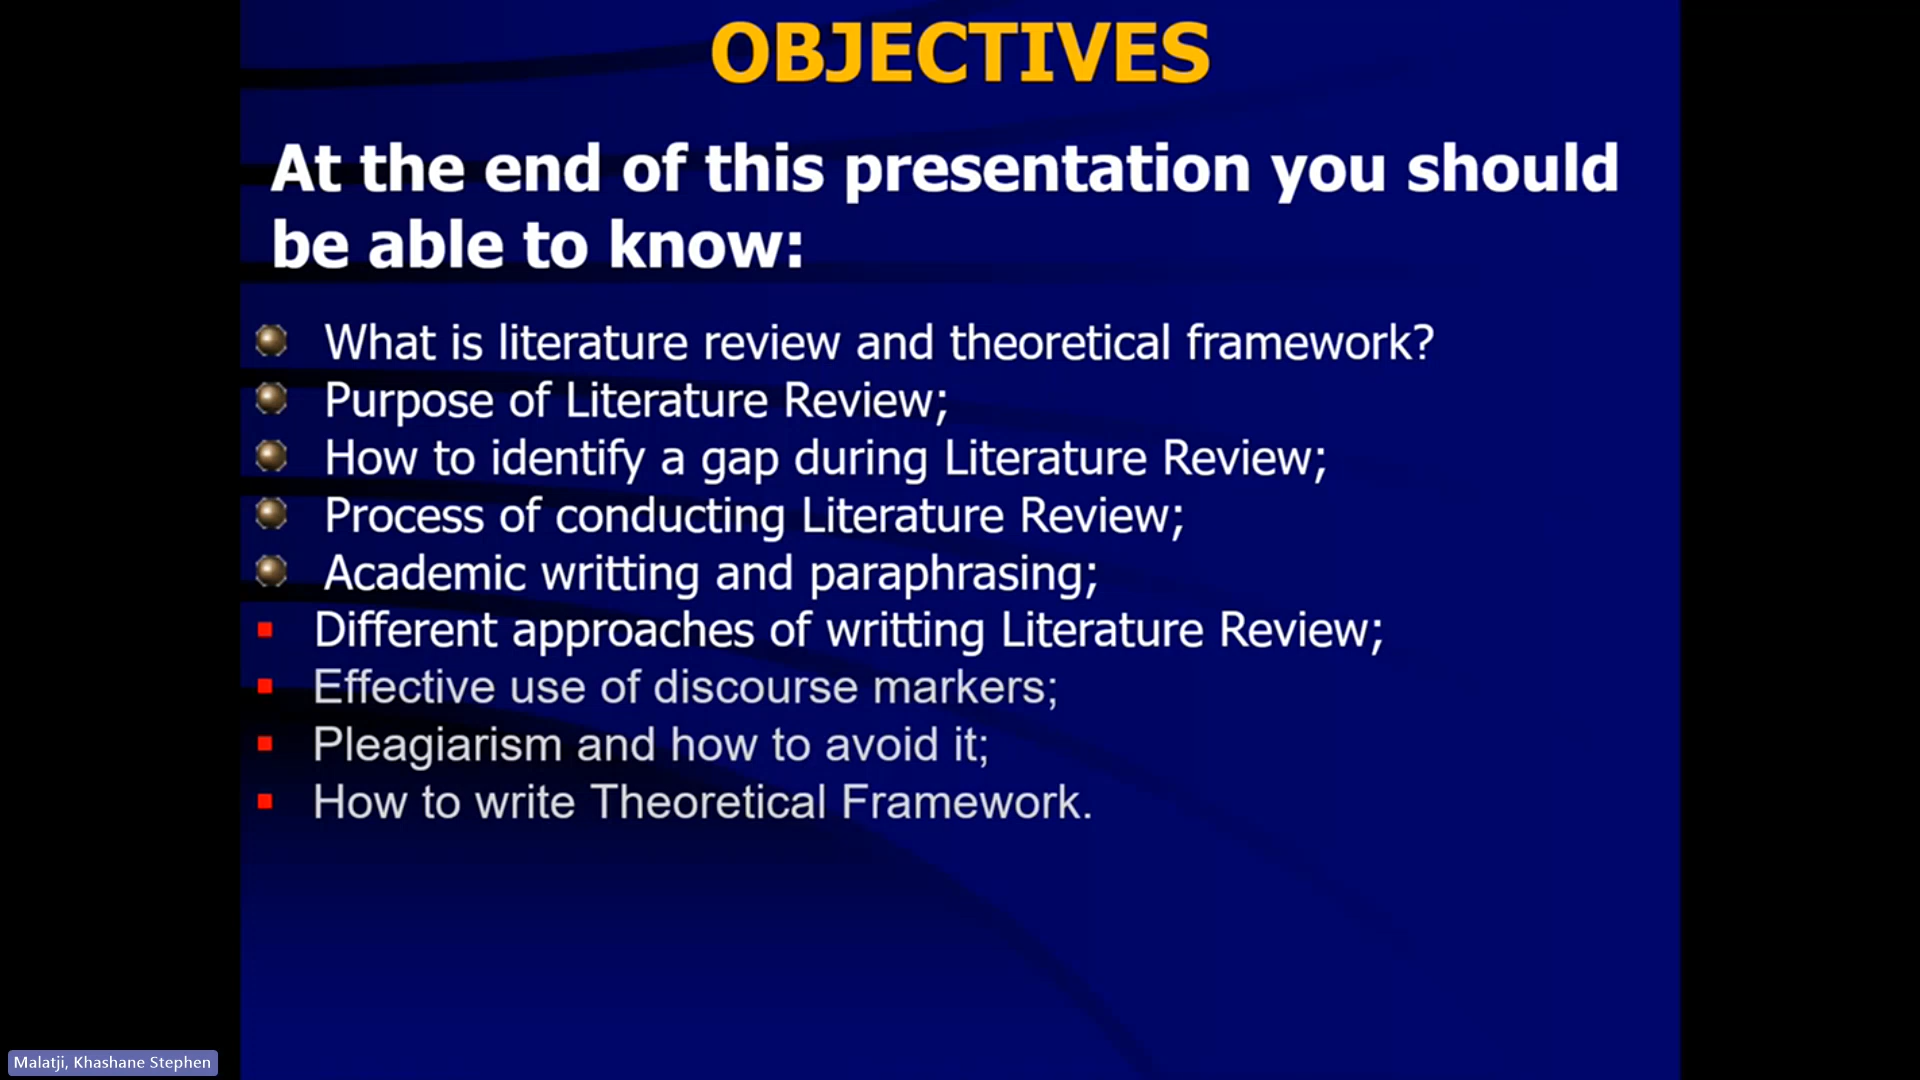 OBJECTIVES
At the end of this presentation you should
be able to know:
What is literature review and theoretical framework?
Purpose of Literature Review;
How to identify a gap during Literature Review;
Process of conducting Literature Review;
Academic writting and paraphrasing;
Different approaches of writting Literature Review;
Effective use of discourse markers;
Pleagiarism and how to avoid it;
How to write Theoretical Framework.
Malatji, Khashane Stephen